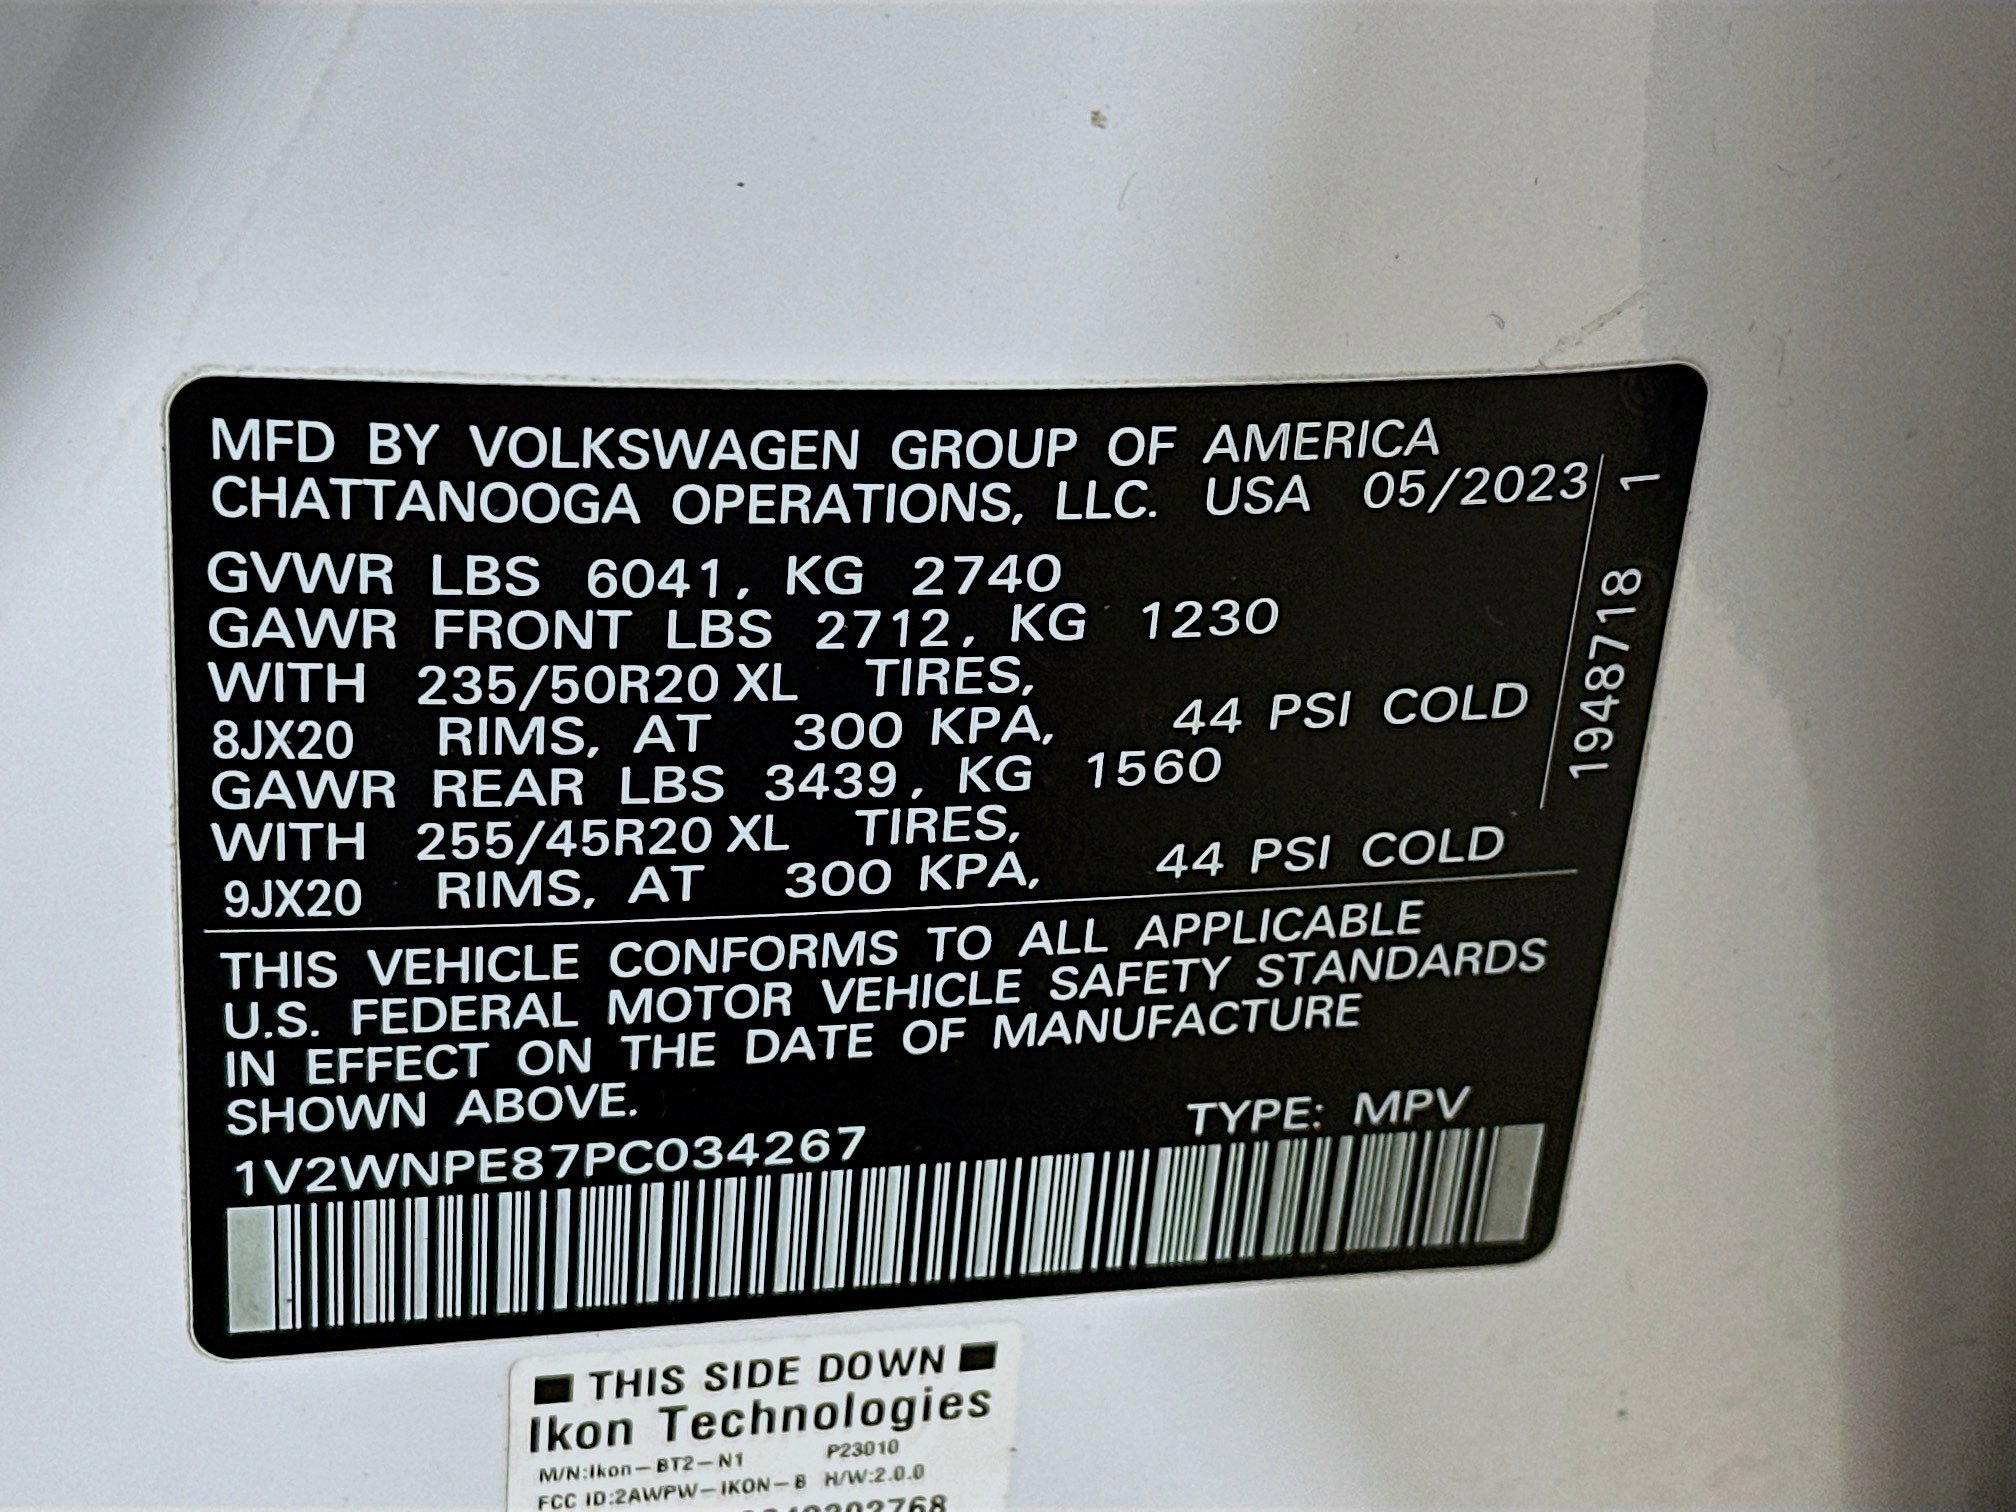 MFD BY VOLKSWAGEN GROUP OF AMERICA
CHATTANOOGA OPERATIONS, LLC. USA 05/2023
GVWR LBS 6041, KG 2740
GAWR FRONT LBS 2712, KG 1230
WITH 235/50R20 XL TIRES,
8JX20 RIMS, AT 300 KPA, 44 PSI COLD
GAWR REAR LBS 3439, KG 1560
WITH 255/45R20 XL TIRES,
9JX20 RIMS, AT 300 KPA, 44 PSI COLD
1948718 1
THIS VEHICLE CONFORMS TO ALL APPLICABLE
U.S. FEDERAL MOTOR VEHICLE SAFETY STANDARDS
IN EFFECT ON THE DATE OF MANUFACTURE
SHOWN ABOVE.
TYPE: MPV
1V2WNPE87PC034267
THIS SIDE DOWN
Ikon Technologies
M/N:Ikon-BT2-N1 P23010
FCC ID:2AWPW-IKON-B H/W:2.0.0